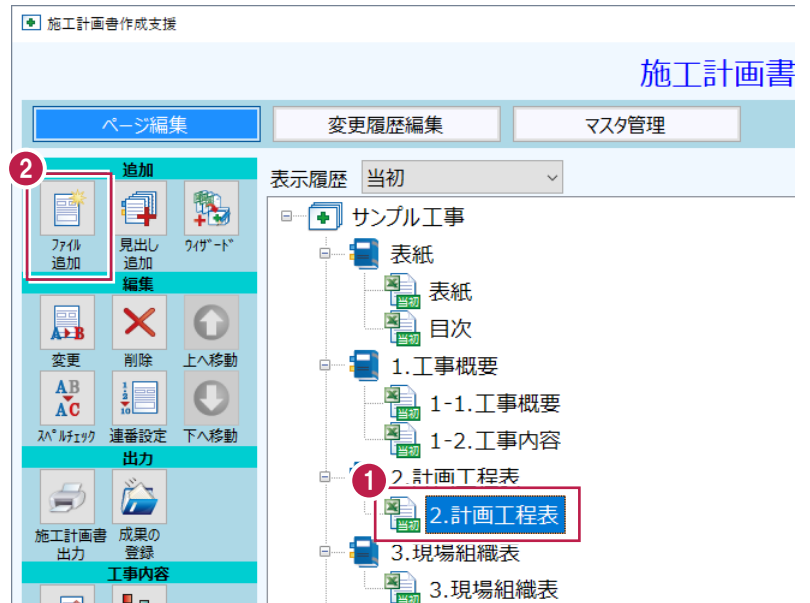 施工計画書作成支援
施工計画書
ページ編集
変更履歴編集
マスタ管理
2
追加
ﾌｧｲﾙ
追加
見出し
追加
ｳｨｻﾞｰﾄﾞ
編集
A▶B
変更
削除
上へ移動
AB
AC
ｽﾍﾟﾙﾁｪｯｸ
1
2
10
連番設定
下へ移動
出力
施工計画書
出力
成果の
登録
工事内容
表示履歴
当初
サンプル工事
表紙
当初
表紙
当初
目次
1.工事概要
当初
1-1.工事概要
当初
1-2.工事内容
1
2.計画工程表
当初
2.計画工程表
3.現場組織表
当初
3.現場組織表